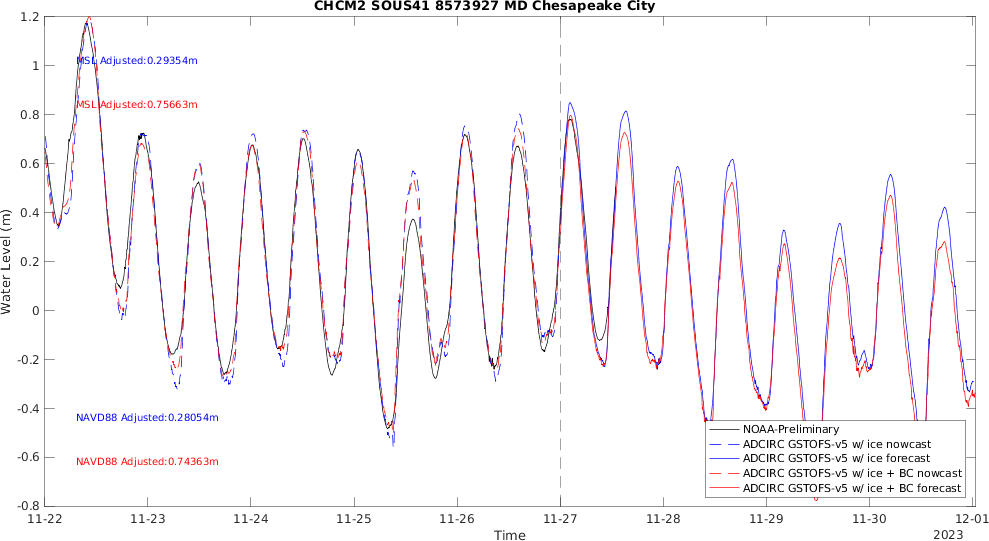 CHCM2 SOUS41 8573927 MD Chesapeake City
1.2
1
0.8
0.6
0.4
0.2
0
-0.2
-0.4
-0.6
-0.8
Water Level (m)
MSL Adjusted:0.29354m
MSL Adjusted:0.75663m
NAVD88 Adjusted:0.28054m
NAVD88 Adjusted:0.74363m
NOAA-Preliminary
ADCIRC GSTOFS-v5 w/ ice nowcast
ADCIRC GSTOFS-v5 w/ ice forecast
ADCIRC GSTOFS-v5 w/ ice + BC nowcast
ADCIRC GSTOFS-v5 w/ ice + BC forecast
11-22 11-23 11-24 11-25 11-26 11-27 11-28 11-29 11-30 12-01
Time
2023